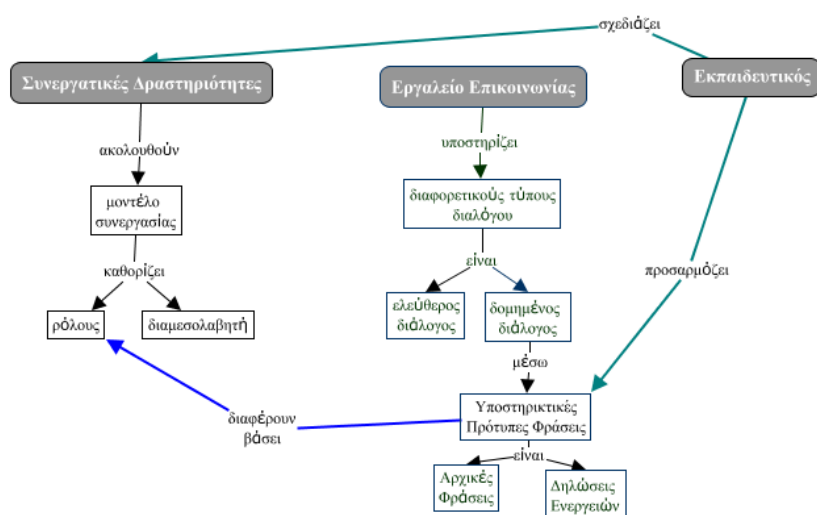 σχεδιάζει
Συνεργατικές Δραστηριότητες
Εργαλείο Επικοινωνίας
Εκπαιδευτικός
ακολουθούν
υποστηρίζει
μοντέλο
συνεργασίας
διαφορετικούς τύπους
διαλόγου
καθορίζει
είναι
προσαρμόζει
ρόλους
διαμεσολαβητή
ελεύθερος
διάλογος
δομημένος
διάλογος
μέσω
διαφέρουν
βάσει
Υποστηρικτικές
Πρότυπες Φράσεις
είναι
Αρχικές
Φράσεις
Δηλώσεις
Ενεργειών